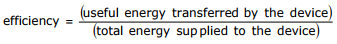 efficiency = (useful energy transferred by the device)
(total energy supplied to the device)